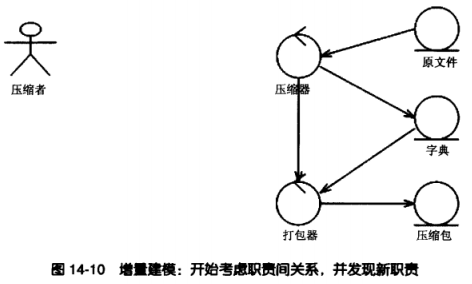 原文件
压缩者
压缩器
字典
打包器
压缩包
图 14-10 增量建模：开始考虑职责间关系，并发现新职责